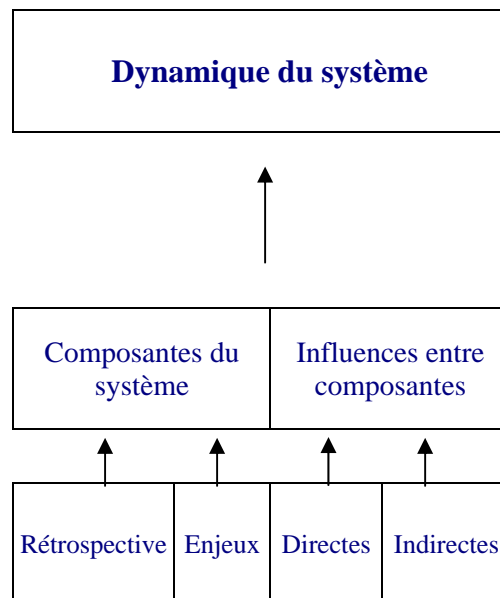 Dynamique du système
Composantes du
système
Influences entre
composantes
Rétrospective
Enjeux
Directes
Indirectes